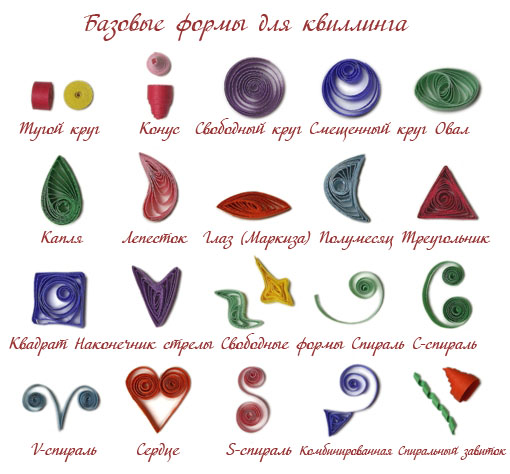 Базовые формы для квиллинга
Тугой круг Конус Свободный круг Смещенный круг Овал
Капля Лепесток Глаз (Маркиза) Полумесяц Треугольник
Квадрат Наконечник стрелы Свободные формы Спираль С-спираль
V-спираль Сердце S-спираль Комбинированная Спиральный завиток